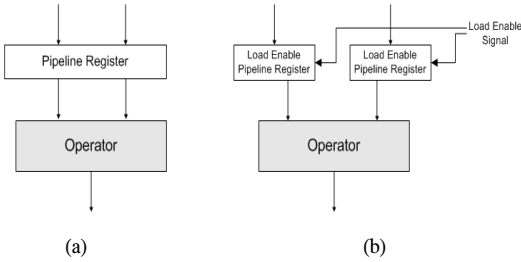 Pipeline Register
Operator
(a)
Load Enable
Pipeline Register
Load Enable
Pipeline Register
Load Enable
Signal
Operator
(b)